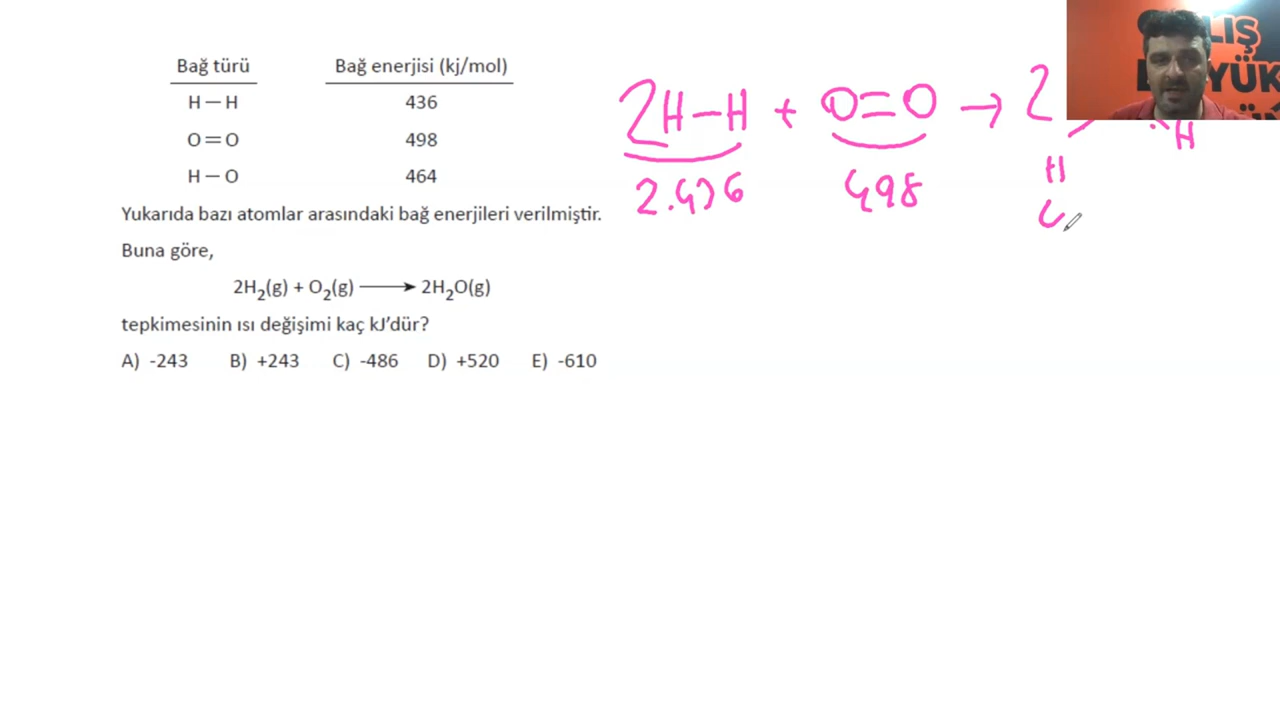 Bağ türü Bağ enerjisi (kj/mol)
H — H 436
O = O 498
H — O 464
Yukarıda bazı atomlar arasındaki bağ enerjileri verilmiştir.
Buna göre,
2H₂(g) + O₂(g) ⟶ 2H₂O(g)
tepkimesinin ısı değişimi kaç kJ’dür?
A) -243 B) +243 C) -486 D) +520 E) -610
2H–H + O=O → 2
H
H
2.436 498